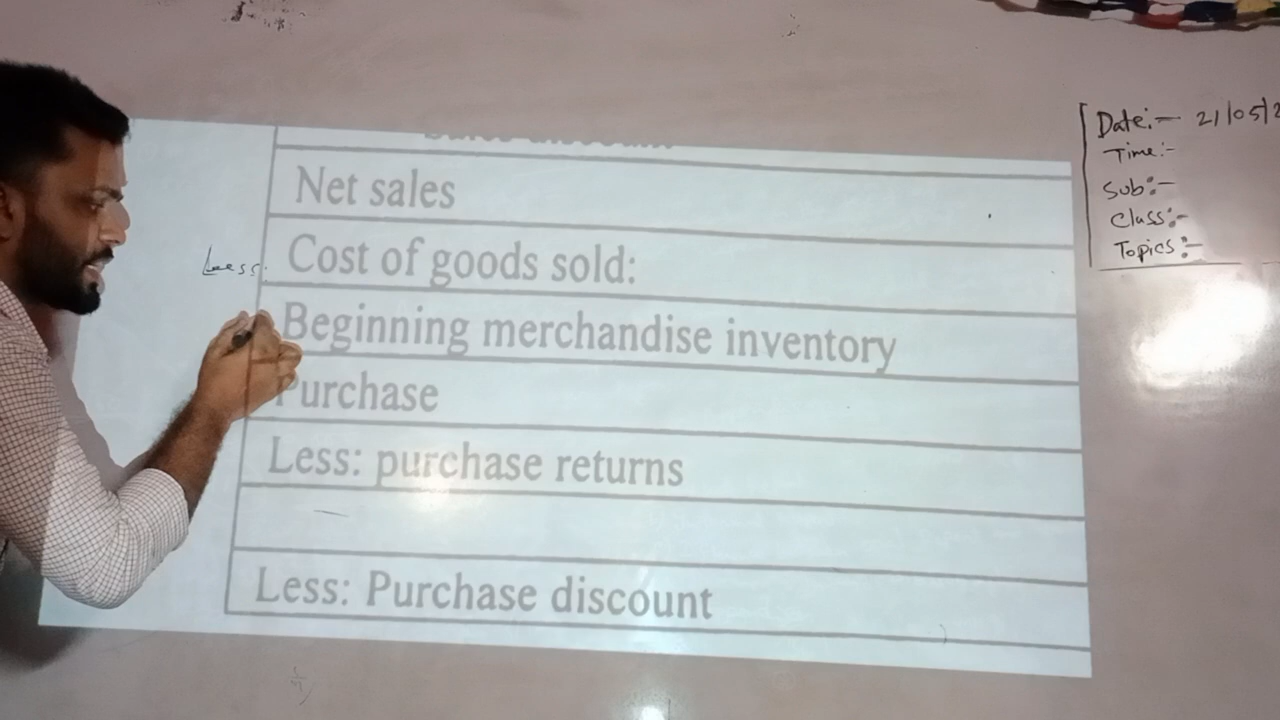 Net sales
Less. Cost of goods sold:
Beginning merchandise inventory
Purchase
Less: purchase returns
Less: Purchase discount
Date:- 21/05/2
Time:-
Sub:-
Class:-
Topics:-